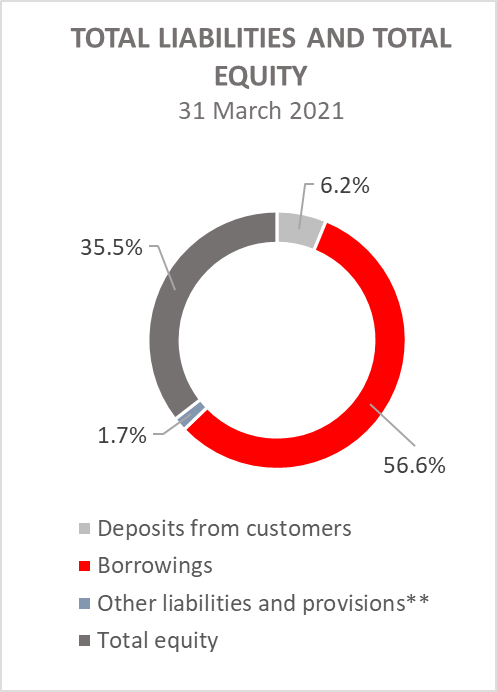 TOTAL LIABILITIES AND TOTAL
EQUITY
31 March 2021
6.2%
35.5%
1.7%
56.6%
Deposits from customers
Borrowings
Other liabilities and provisions**
Total equity